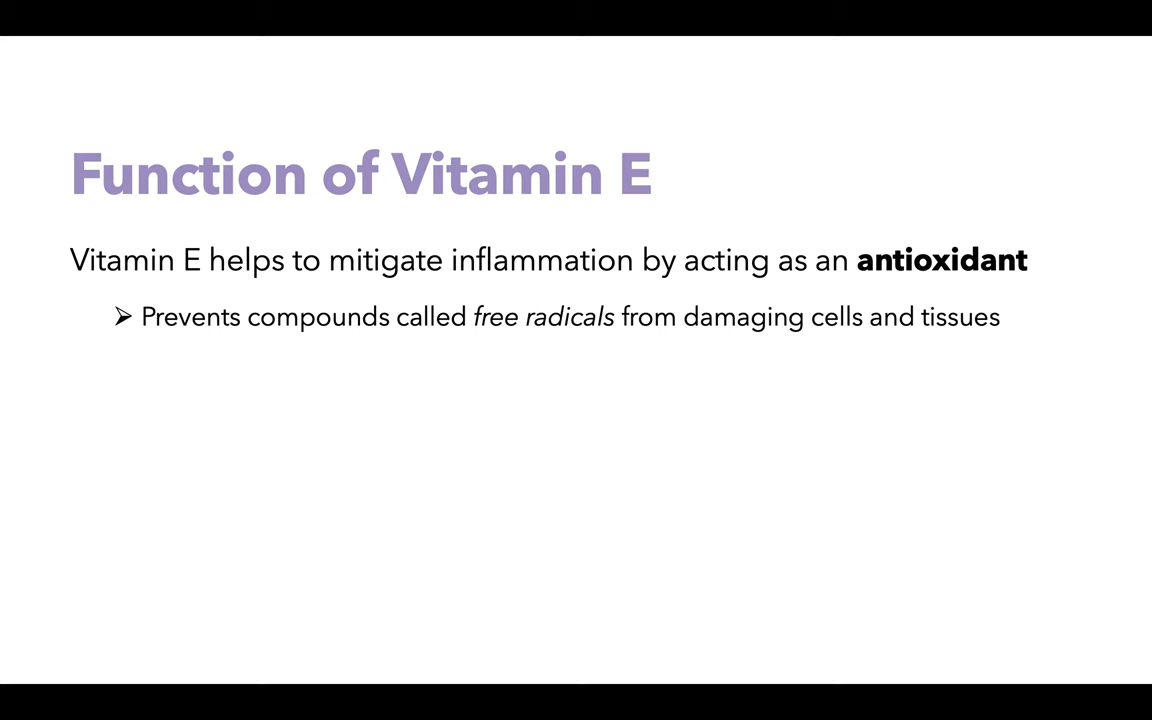 Function of Vitamin E
Vitamin E helps to mitigate inflammation by acting as an antioxidant
➢ Prevents compounds called free radicals from damaging cells and tissues